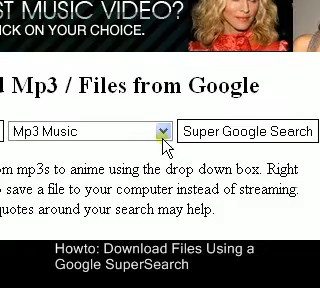 ST MUSIC VIDEO?
ICK ON YOUR CHOICE.
d Mp3 / Files from Google
Mp3 Music
Super Google Search
om mp3s to anime using the drop down box. Right
o save a file to your computer instead of streaming:
quotes around your search may help.
Howto: Download Files Using a
Google SuperSearch